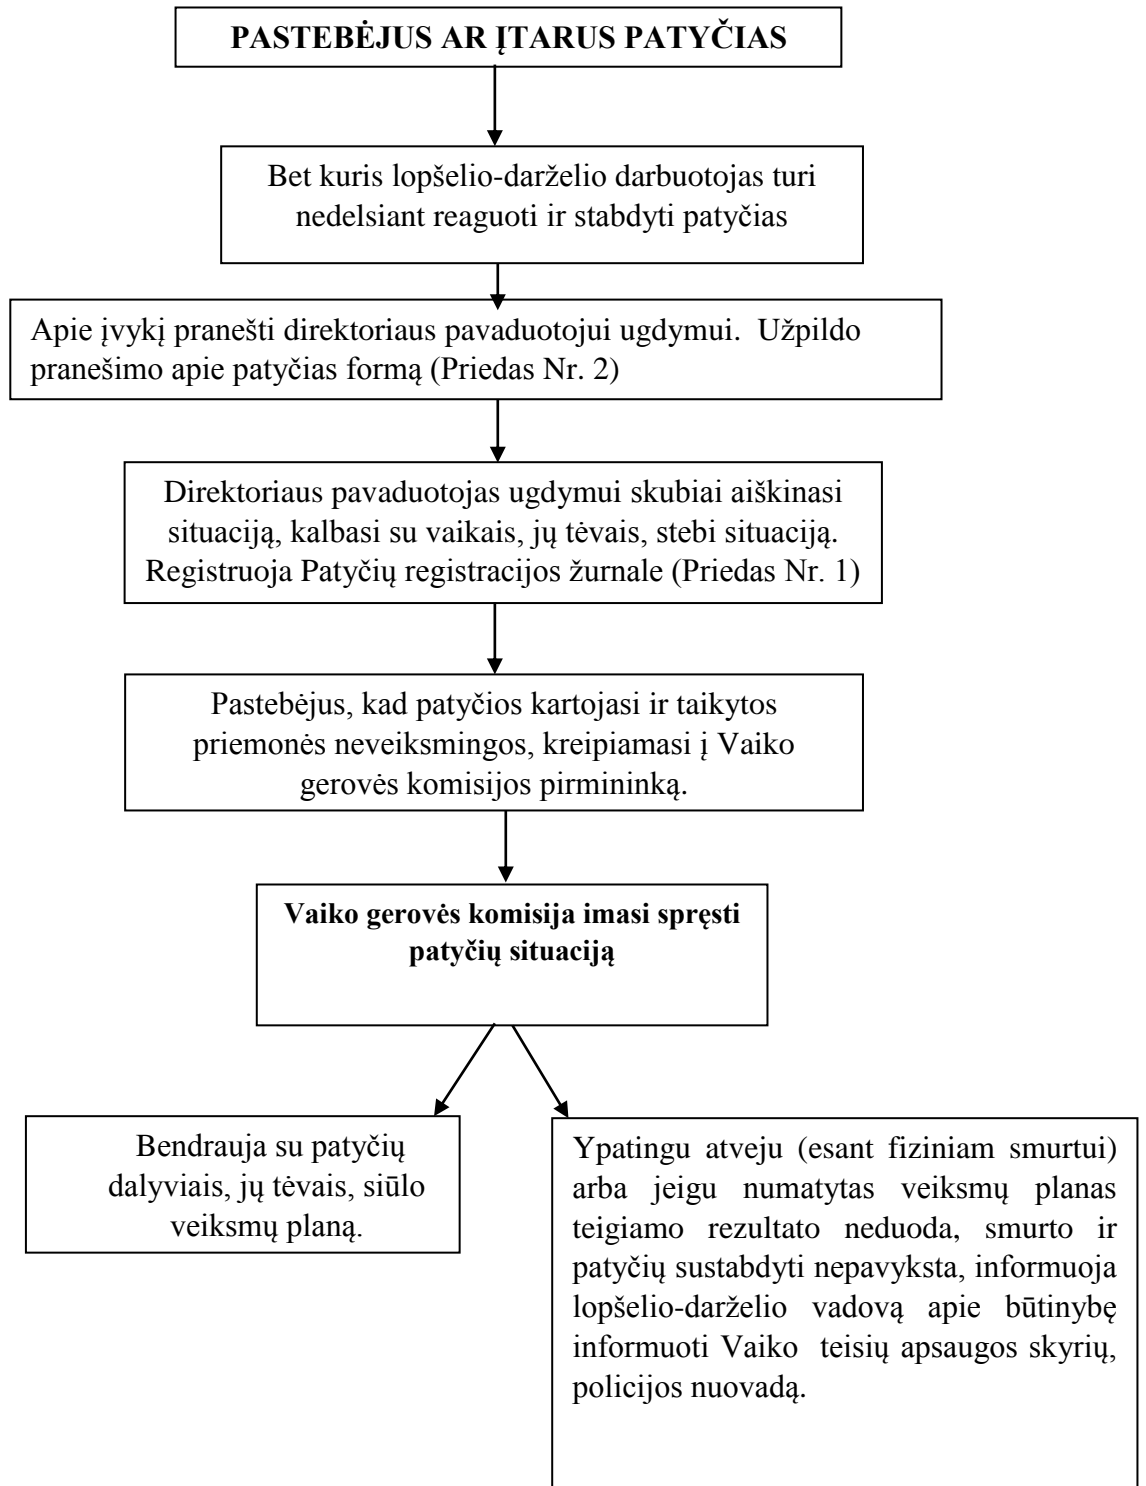 PASTEBĖJUS AR ĮTARUS PATYČIAS
Bet kuris lopšelio-darželio darbuotojas turi
nedelsiant reaguoti ir stabdyti patyčias
Apie įvykį pranešti direktoriaus pavaduotojui ugdymui.  Užpildo
pranešimo apie patyčias formą (Priedas Nr. 2)
Direktoriaus pavaduotojas ugdymui skubiai aiškinasi
situaciją, kalbasi su vaikais, jų tėvais, stebi situaciją.
Registruoja Patyčių registracijos žurnale (Priedas Nr. 1)
Pastebėjus, kad patyčios kartojasi ir taikytos
priemonės neveiksmingos, kreipiamasi į Vaiko
gerovės komisijos pirmininką.
Vaiko gerovės komisija imasi spręsti
patyčių situaciją
Bendrauja su patyčių
dalyviais, jų tėvais, siūlo
veiksmų planą.
Ypatingu atveju (esant fiziniam smurtui)
arba jeigu numatytas veiksmų planas
teigiamo rezultato neduoda, smurto ir
patyčių sustabdyti nepavyksta, informuoja
lopšelio-darželio vadovą apie būtinybę
informuoti Vaiko  teisių apsaugos skyrių,
policijos nuovadą.